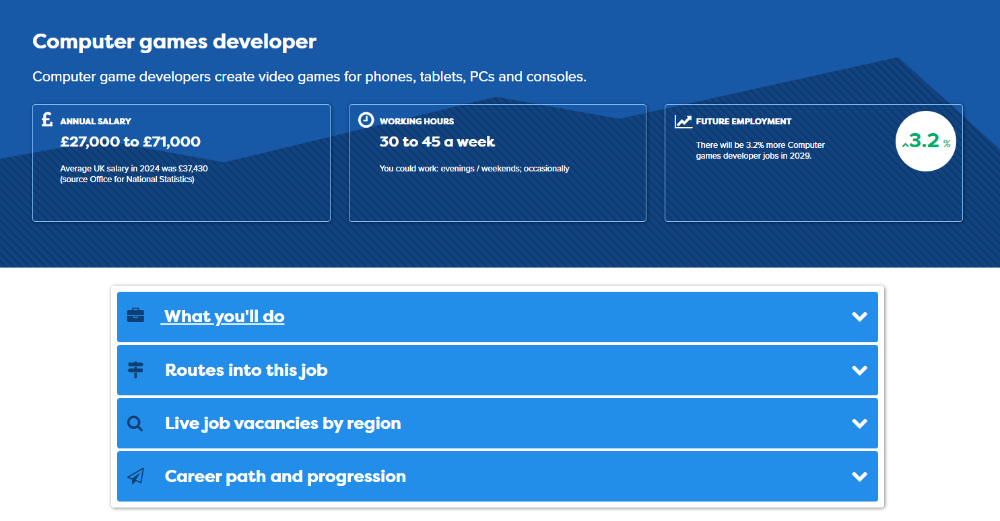 Computer games developer
Computer game developers create video games for phones, tablets, PCs and consoles.
£ ANNUAL SALARY
£27,000 to £71,000
Average UK salary in 2024 was £37,430
(source Office for National Statistics)
WORKING HOURS
30 to 45 a week
You could work: evenings / weekends; occasionally
FUTURE EMPLOYMENT
There will be 3.2% more Computer
games developer jobs in 2029.
3.2 %
What you'll do
Routes into this job
Live job vacancies by region
Career path and progression